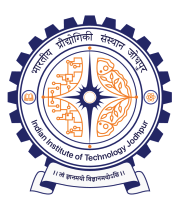 भारतीय प्रौद्योगिकी संस्थान जोधपुर
Indian Institute of Technology Jodhpur
॥ त्वं ज्ञानमयो विज्ञानमयोऽसि ॥